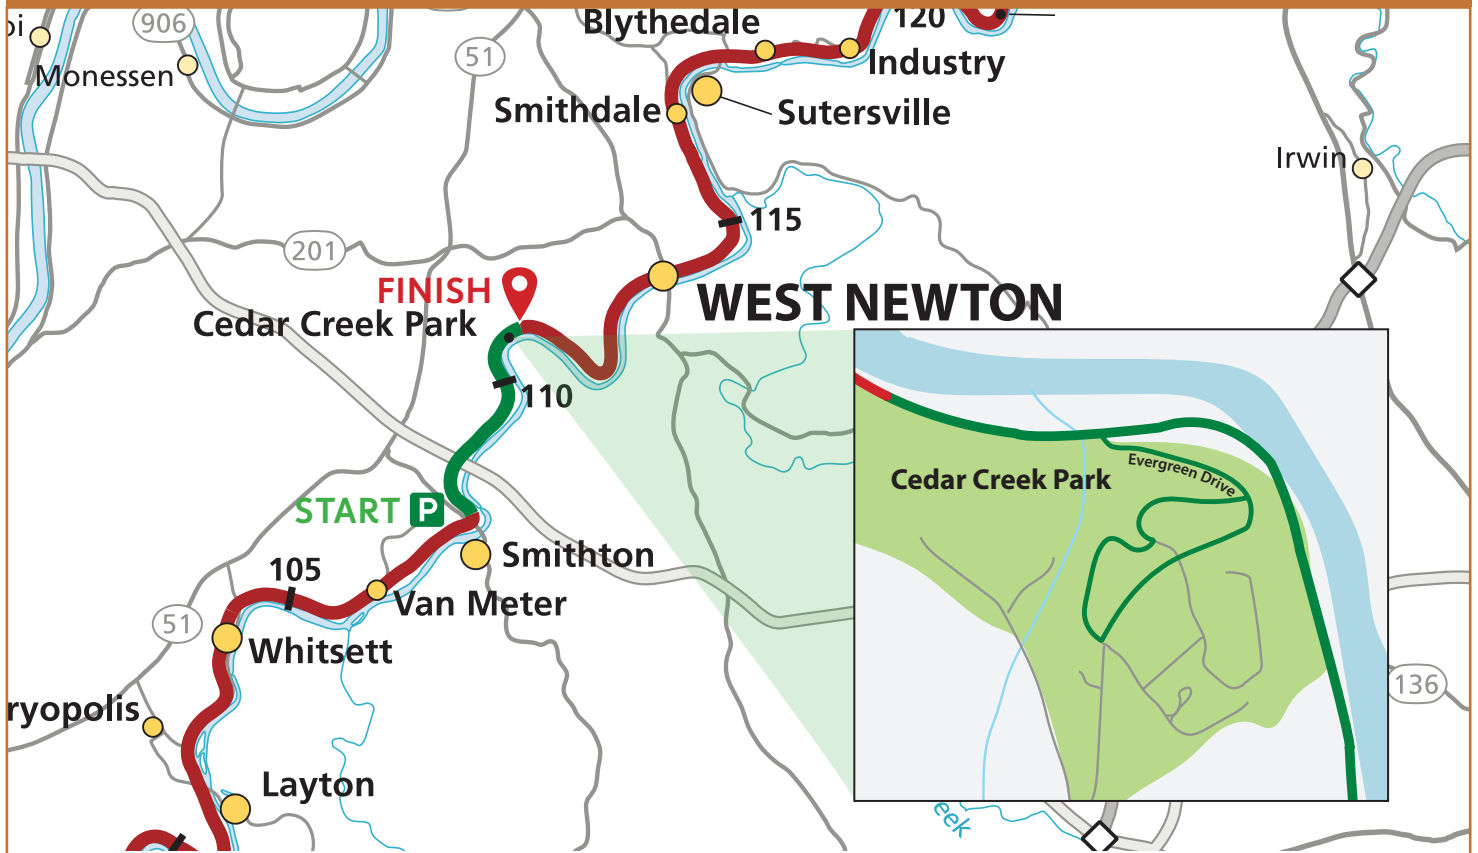 Blythedale
120
906
51
Industry
Monessen
Smithdale
Sutersville
Irwin
115
201
FINISH
WEST NEWTON
Cedar Creek Park
110
Cedar Creek Park
Evergreen Drive
START P
Smithton
105
Van Meter
51
Whitsett
136
ryopolis
Layton
eek